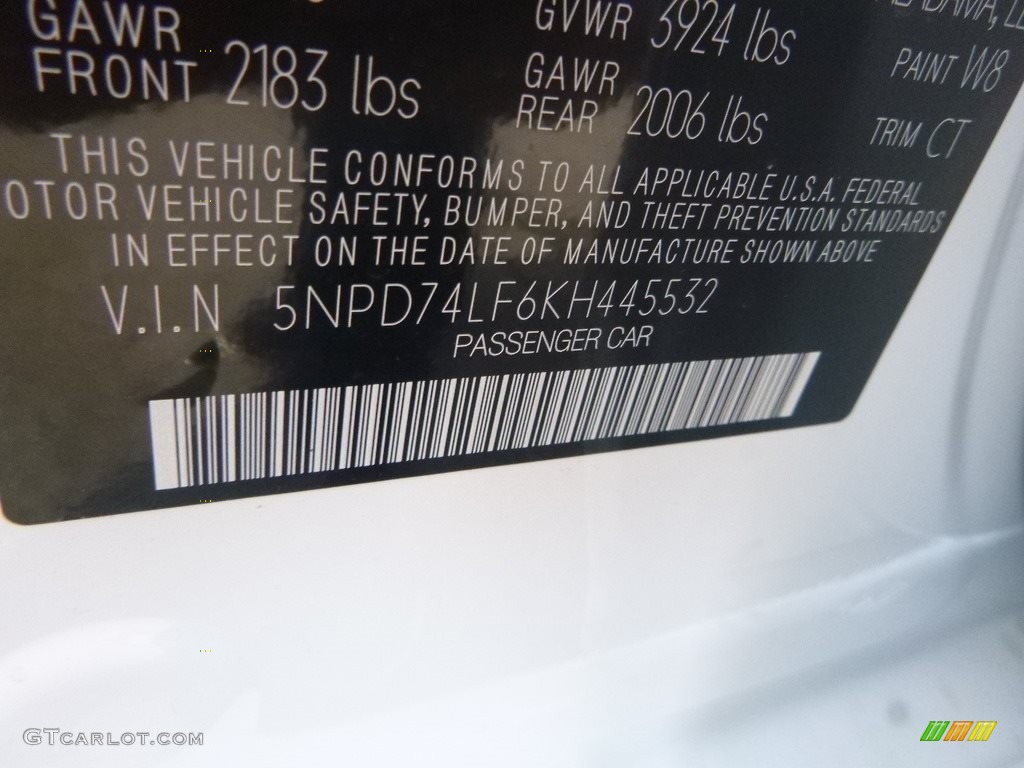 GAWR FRONT 2183 lbs
GVWR 3924 lbs
GAWR REAR 2006 lbs
PAINT W8
TRIM CT
THIS VEHICLE CONFORMS TO ALL APPLICABLE U.S.A. FEDERAL
OTOR VEHICLE SAFETY, BUMPER, AND THEFT PREVENTION STANDARDS
IN EFFECT ON THE DATE OF MANUFACTURE SHOWN ABOVE
V.I.N 5NPD74LF6KH445532
PASSENGER CAR
GTCARLOT.COM